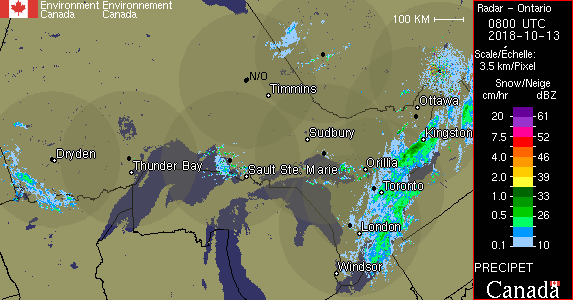 Environment Environnement
Canada Canada
100 KM
Radar - Ontario
0800 UTC
2018-10-13
Scale/Échelle:
3.5 km/Pixel
Snow/Neige
cm/hr dBZ
20 61
7.5 52
4.0 46
2.0 39
1.0 33
0.5 26
0.1 10
PRECIPET
Canada
N/O
Timmins
Ottawa
Sudbury
Kingston
Dryden
Thunder Bay
Sault Ste. Marie
Orillia
Toronto
London
Windsor